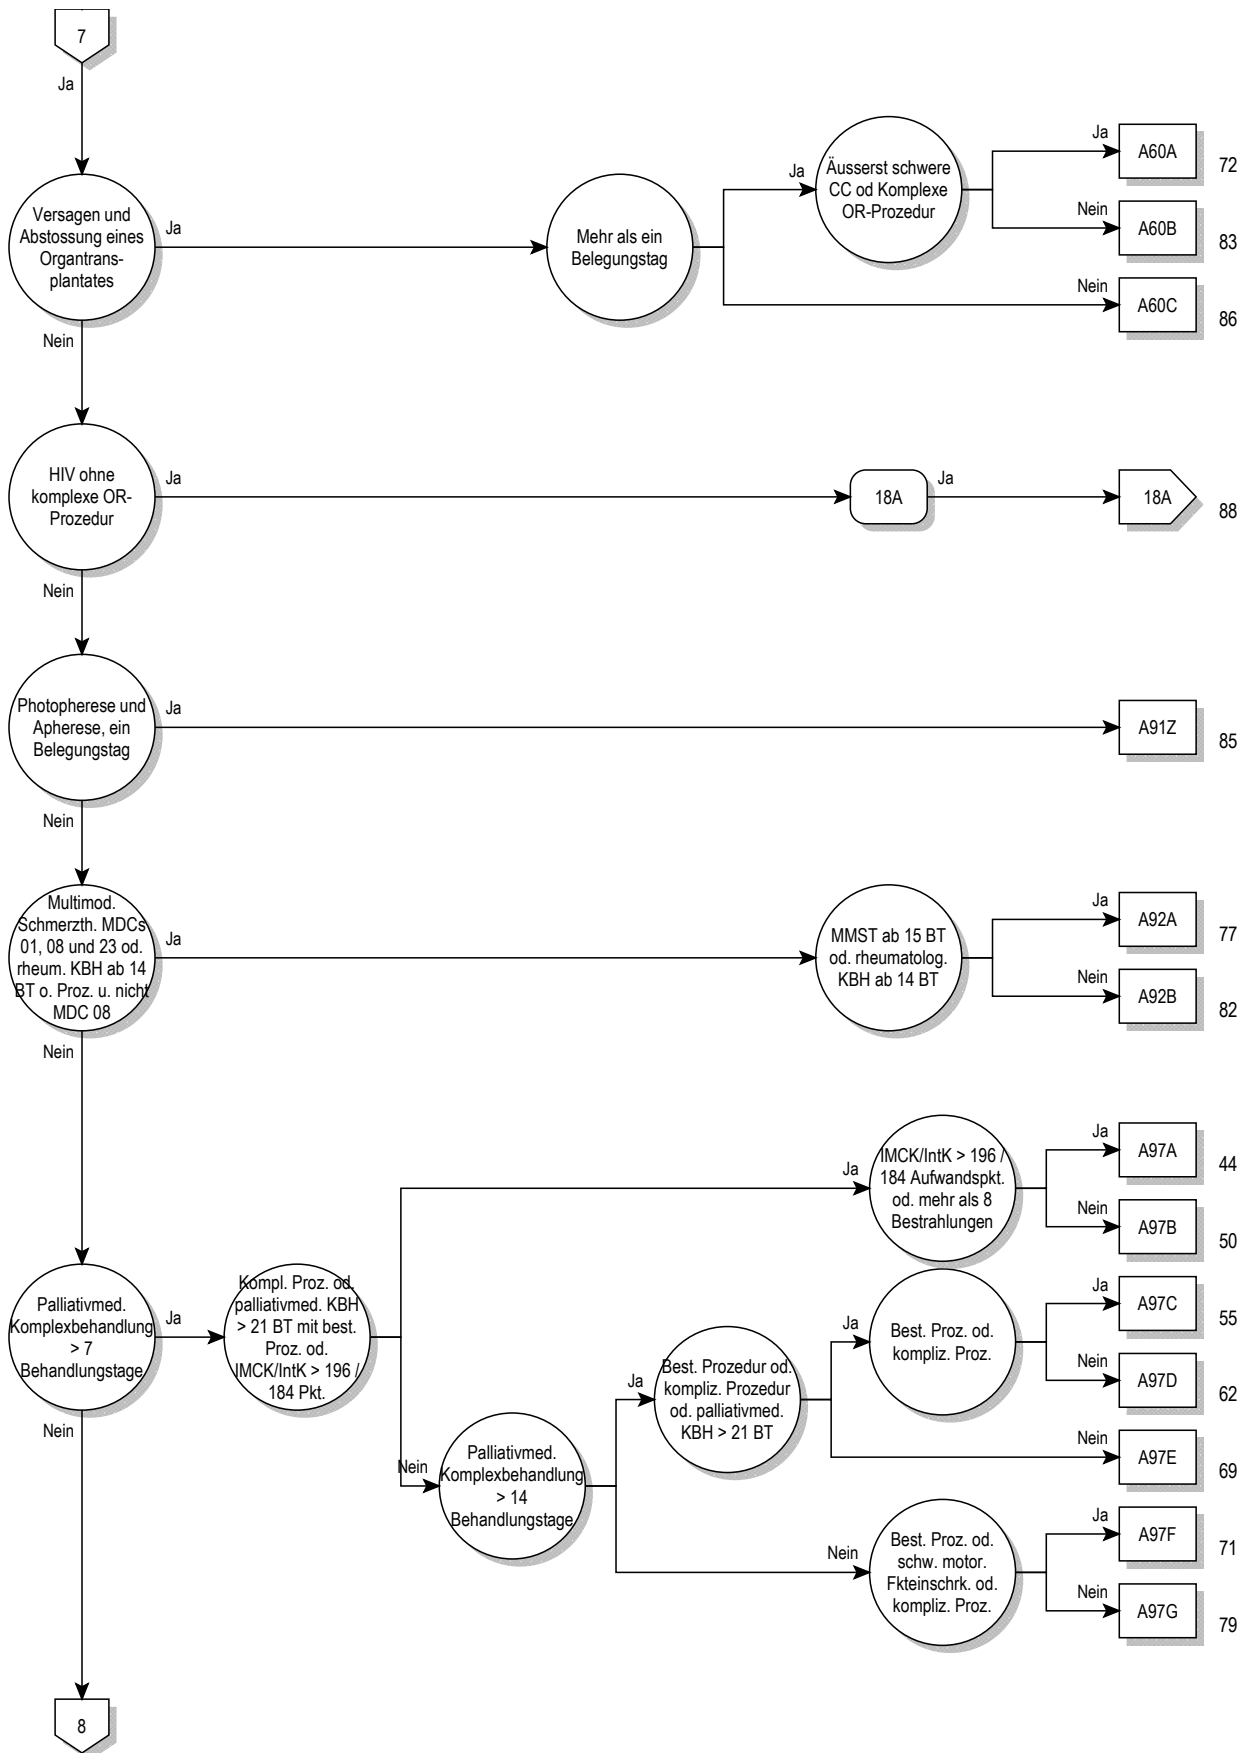 7
Ja
Versagen und
Abstossung eines
Organtrans-
plantates
Ja
Mehr als ein
Belegungstag
Ja
Äusserst schwere
CC od Komplexe
OR-Prozedur
Ja
A60A
72
Nein
A60B
83
Nein
A60C
86
Nein
HIV ohne
komplexe OR-
Prozedur
Ja
18A
Ja
18A
88
Nein
Photopherese und
Apherese, ein
Belegungstag
Ja
A91Z
85
Nein
Multimod.
Schmerzth. MDCs
01, 08 und 23 od.
rheum. KBH ab 14
BT o. Proz. u. nicht
MDC 08
Ja
MMST ab 15 BT
od. rheumatolog.
KBH ab 14 BT
Ja
A92A
77
Nein
A92B
82
Nein
Palliativmed.
Komplexbehandlung
> 7
Behandlungstage
Ja
Kompl. Proz. od.
palliativmed. KBH
> 21 BT mit best.
Proz. od.
IMCK/IntK > 196 /
184 Pkt.
Ja
IMCK/IntK > 196 /
184 Aufwandspkt.
od. mehr als 8
Bestrahlungen
Ja
A97A
44
Nein
A97B
50
Nein
Palliativmed.
Komplexbehandlung
> 14
Behandlungstage
Ja
Best. Prozedur od.
kompliz. Prozedur
od. palliativmed.
KBH > 21 BT
Ja
Best. Proz. od.
kompliz. Proz.
Ja
A97C
55
Nein
A97D
62
Nein
A97E
69
Nein
Best. Proz. od.
schw. motor.
Fkteinschrk. od.
kompliz. Proz.
Ja
A97F
71
Nein
A97G
79
Nein
8